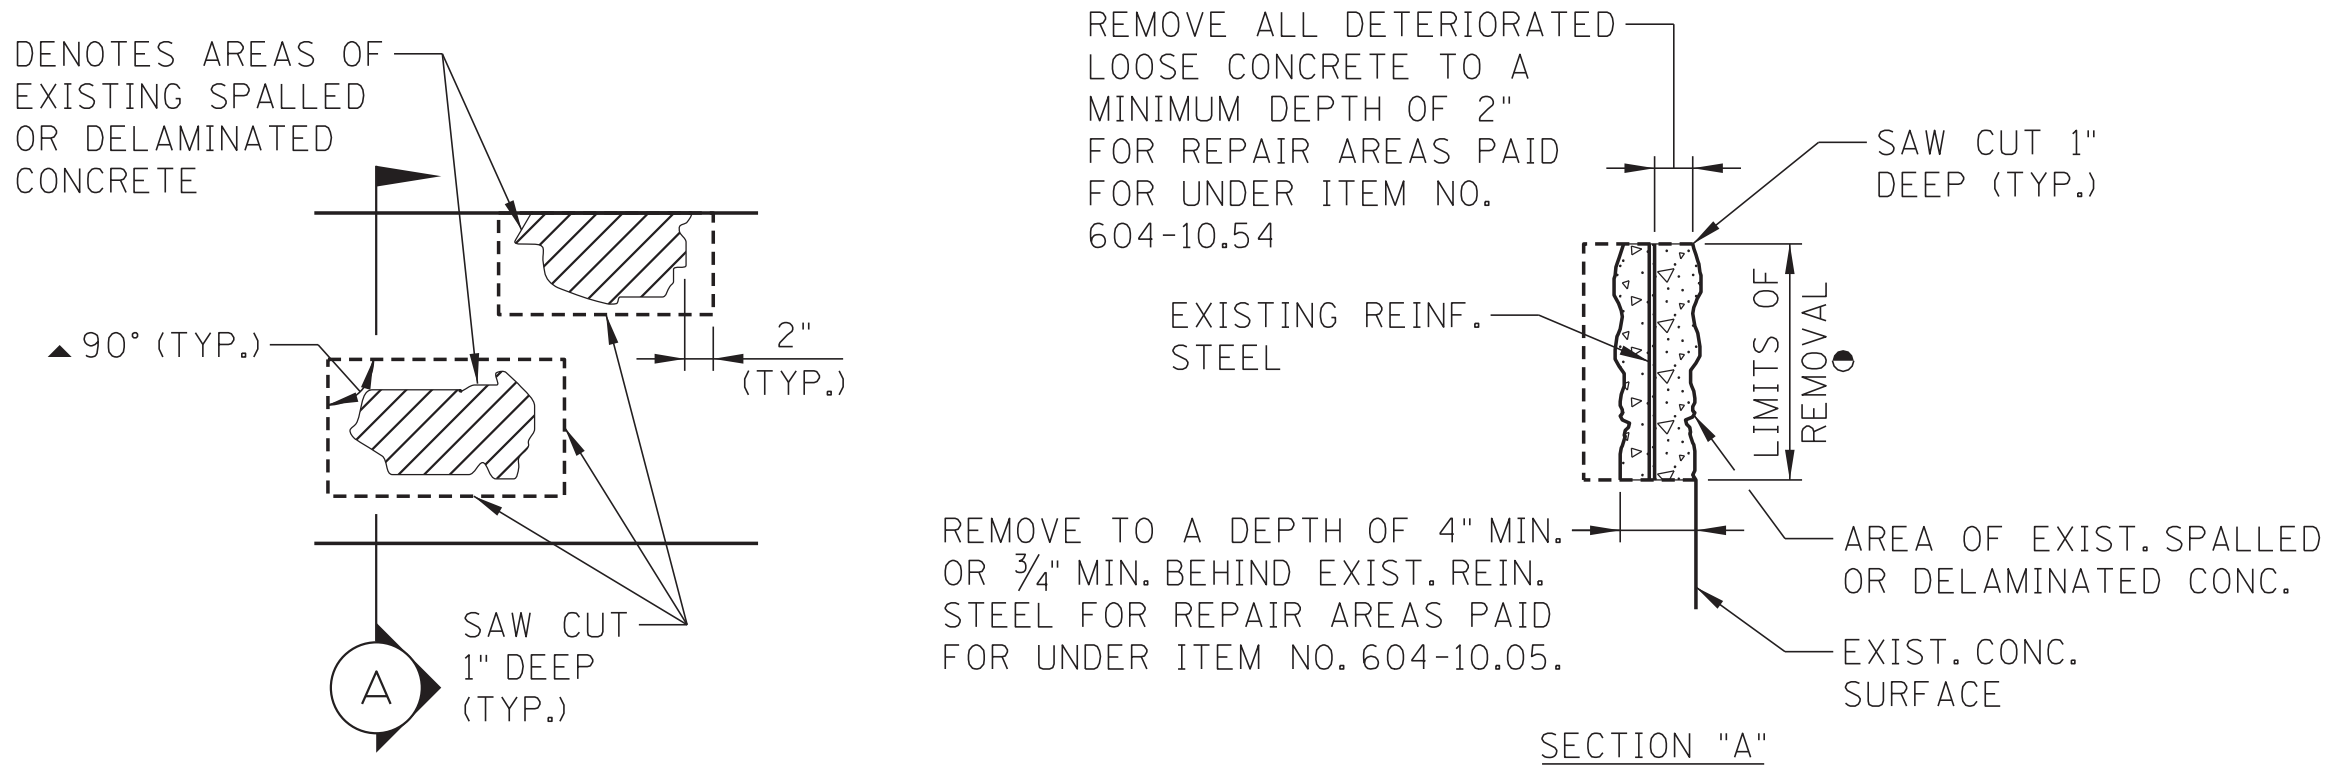 DENOTES AREAS OF
EXISTING SPALLED
OR DELAMINATED
CONCRETE
▲ 90° (TYP.)
2"
(TYP.)
SAW CUT
1" DEEP
(TYP.)
A
REMOVE ALL DETERIORATED
LOOSE CONCRETE TO A
MINIMUM DEPTH OF 2"
FOR REPAIR AREAS PAID
FOR UNDER ITEM NO.
604-10.54
SAW CUT 1"
DEEP (TYP.)
EXISTING REINF.
STEEL
LIMITS OF
REMOVAL
REMOVE TO A DEPTH OF 4" MIN.
OR 3/4" MIN. BEHIND EXIST. REIN.
STEEL FOR REPAIR AREAS PAID
FOR UNDER ITEM NO. 604-10.05.
AREA OF EXIST. SPALLED
OR DELAMINATED CONC.
EXIST. CONC.
SURFACE
SECTION "A"